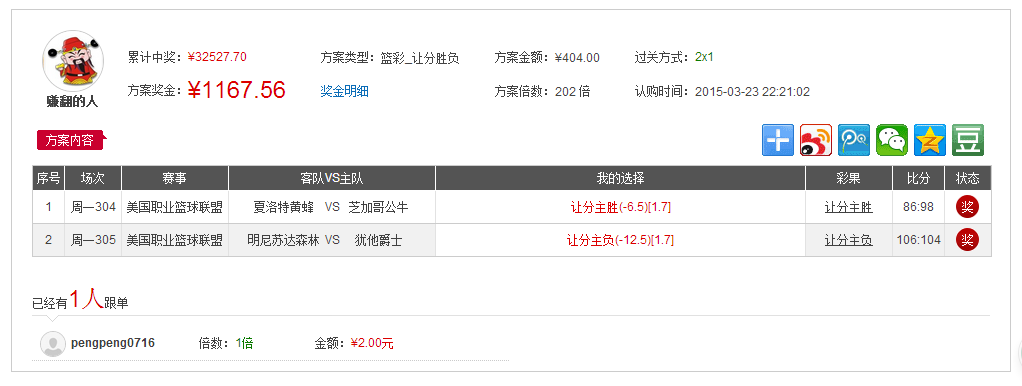 累计中奖：¥32527.70 方案类型：篮彩_让分胜负 方案金额：¥404.00 过关方式：2x1
方案奖金：¥1167.56 奖金明细 方案倍数：202 倍 认购时间：2015-03-23 22:21:02
赚翻的人
方案内容
序号 场次 赛事 客队VS主队 我的选择 彩果 比分 状态
1 周一304 美国职业篮球联盟 夏洛特黄蜂 VS 芝加哥公牛 让分主胜(-6.5)[1.7] 让分主胜 86:98 奖
2 周一305 美国职业篮球联盟 明尼苏达森林 VS 犹他爵士 让分主负(-12.5)[1.7] 让分主负 106:104 奖
已经有1人跟单
pengpeng0716 倍数：1倍 金额：¥2.00元